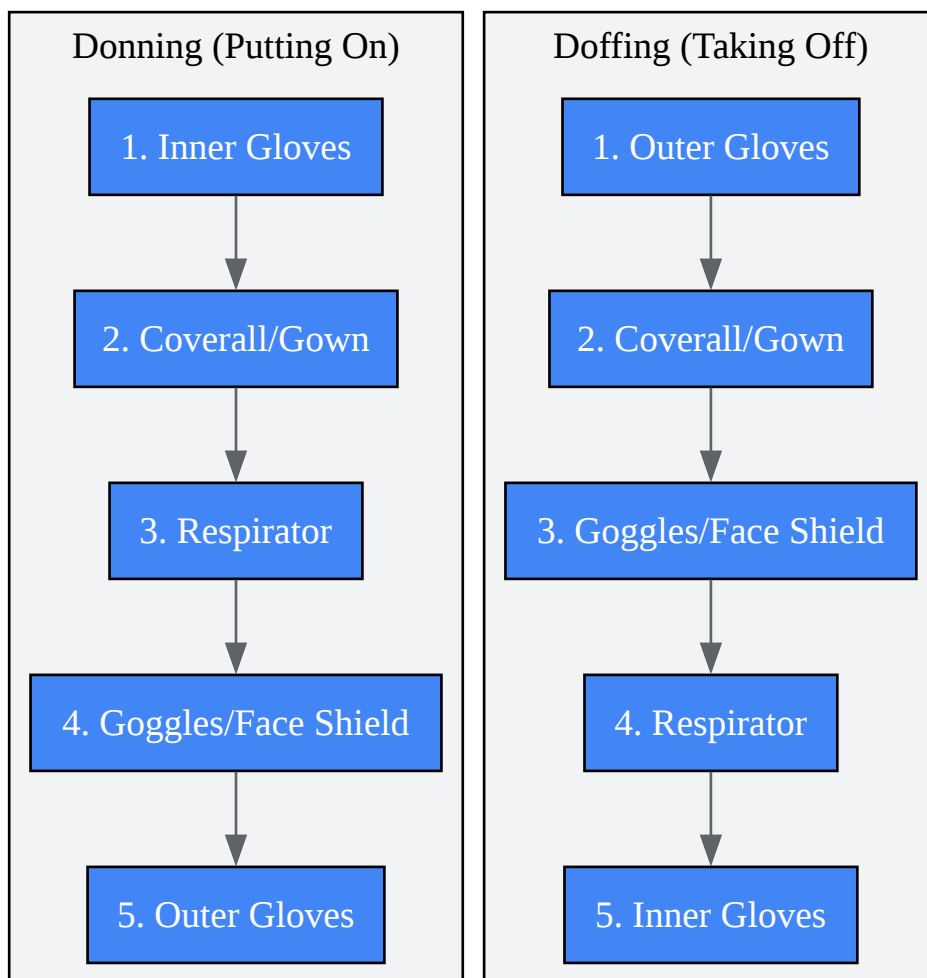 Donning (Putting On)
1. Inner Gloves
2. Coverall/Gown
3. Respirator
4. Goggles/Face Shield
5. Outer Gloves
Doffing (Taking Off)
1. Outer Gloves
2. Coverall/Gown
3. Goggles/Face Shield
4. Respirator
5. Inner Gloves